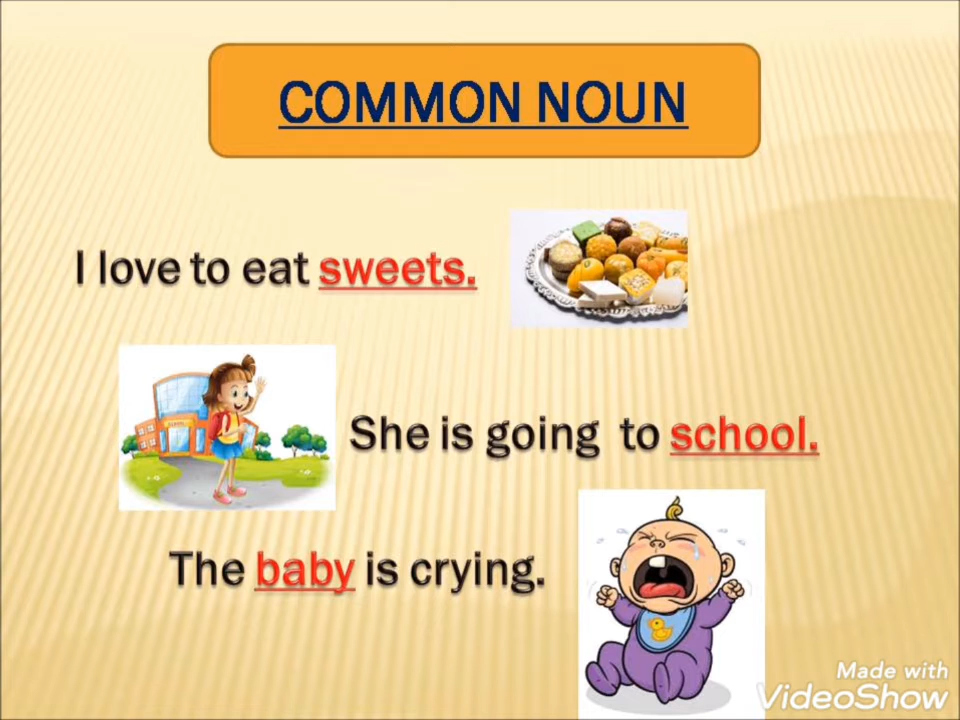 COMMON NOUN
I love to eat sweets.
She is going to school.
The baby is crying.
Made with
VideoShow